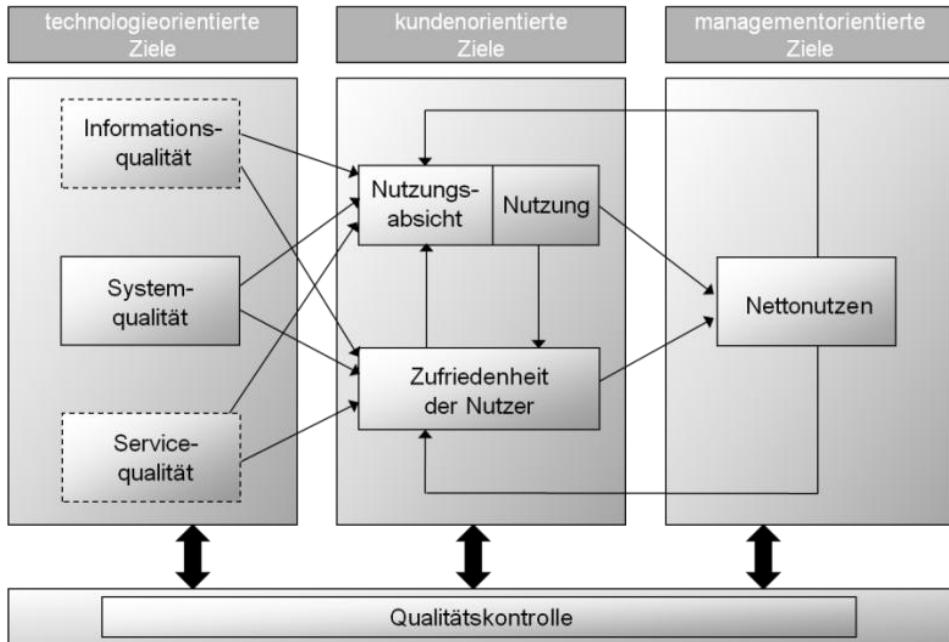 technologieorientierte
Ziele
kundenorientierte
Ziele
managementorientierte
Ziele
Informations-
qualität
System-
qualität
Service-
qualität
Nutzungs-
absicht
Nutzung
Zufriedenheit
der Nutzer
Nettonutzen
Qualitätskontrolle